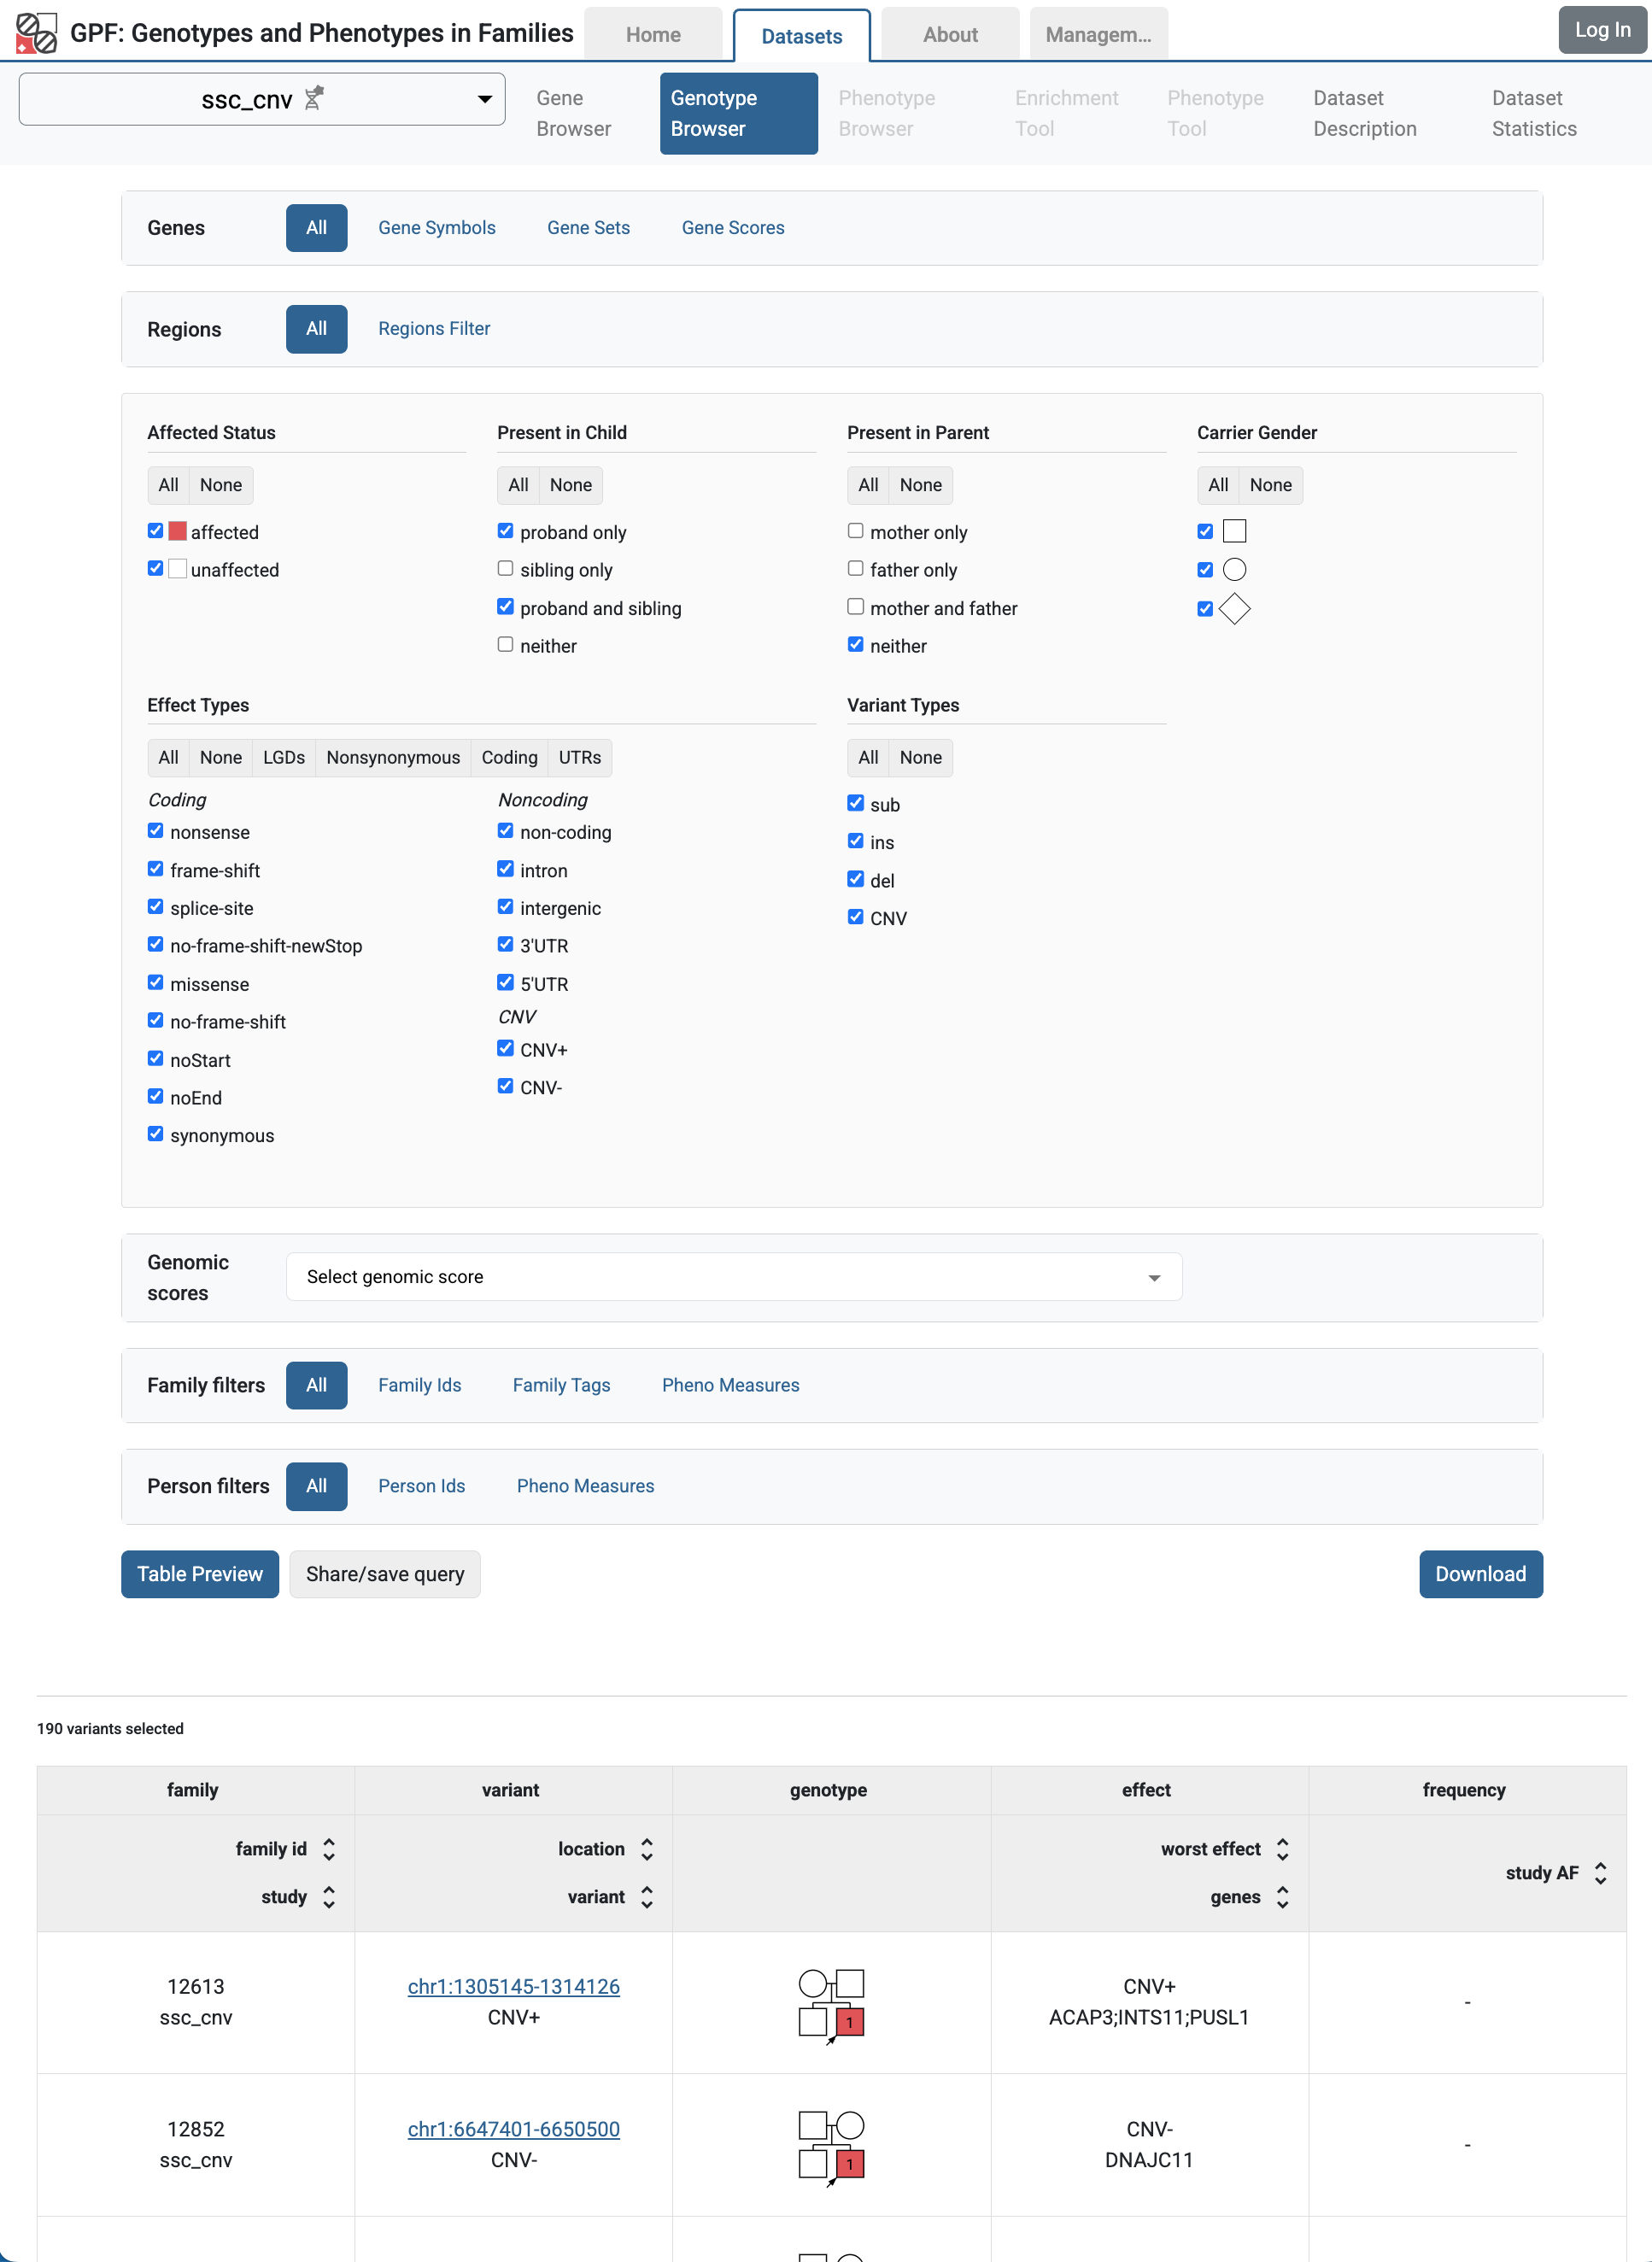 GPF: Genotypes and Phenotypes in Families
Home
Datasets
About
Managem...
Log In
ssc_cnv
Gene Browser
Genotype Browser
Phenotype Browser
Enrichment Tool
Phenotype Tool
Dataset Description
Dataset Statistics
Genes
All
Gene Symbols
Gene Sets
Gene Scores
Regions
All
Regions Filter
Affected Status
All None
affected
unaffected
Present in Child
All None
proband only
sibling only
proband and sibling
neither
Present in Parent
All None
mother only
father only
mother and father
neither
Carrier Gender
All None
Effect Types
All None LGDs Nonsynonymous Coding UTRs
Coding
nonsense
frame-shift
splice-site
no-frame-shift-newStop
missense
no-frame-shift
noStart
noEnd
synonymous
Noncoding
non-coding
intron
intergenic
3'UTR
5'UTR
CNV
CNV+
CNV-
Variant Types
All None
sub
ins
del
CNV
Genomic scores
Select genomic score
Family filters
All
Family Ids
Family Tags
Pheno Measures
Person filters
All
Person Ids
Pheno Measures
Table Preview
Share/save query
Download
190 variants selected
family variant genotype effect frequency
family id
study
location
variant
worst effect
genes
study AF
12613
ssc_cnv
chr1:1305145-1314126
CNV+
1
CNV+
ACAP3;INTS11;PUSL1
-
12852
ssc_cnv
chr1:6647401-6650500
CNV-
1
CNV-
DNAJC11
-